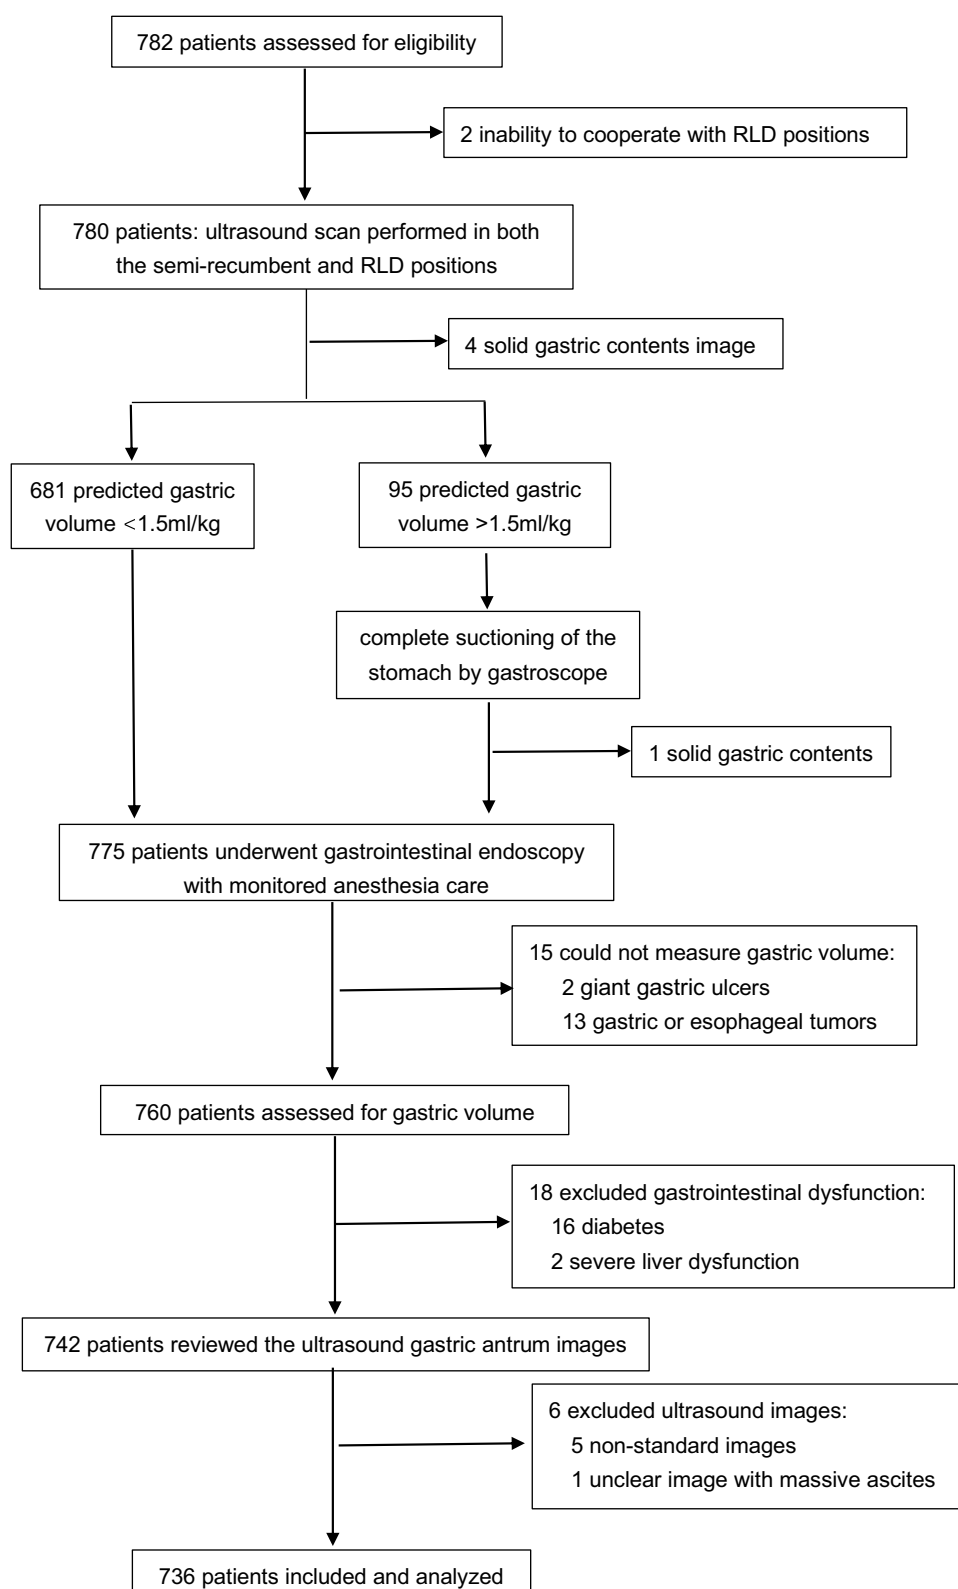 782 patients assessed for eligibility
2 inability to cooperate with RLD positions
780 patients: ultrasound scan performed in both
the semi-recumbent and RLD positions
4 solid gastric contents image
681 predicted gastric
volume <1.5ml/kg
95 predicted gastric
volume >1.5ml/kg
complete suctioning of the
stomach by gastroscope
1 solid gastric contents
775 patients underwent gastrointestinal endoscopy
with monitored anesthesia care
15 could not measure gastric volume:
2 giant gastric ulcers
13 gastric or esophageal tumors
760 patients assessed for gastric volume
18 excluded gastrointestinal dysfunction:
16 diabetes
2 severe liver dysfunction
742 patients reviewed the ultrasound gastric antrum images
6 excluded ultrasound images:
5 non-standard images
1 unclear image with massive ascites
736 patients included and analyzed